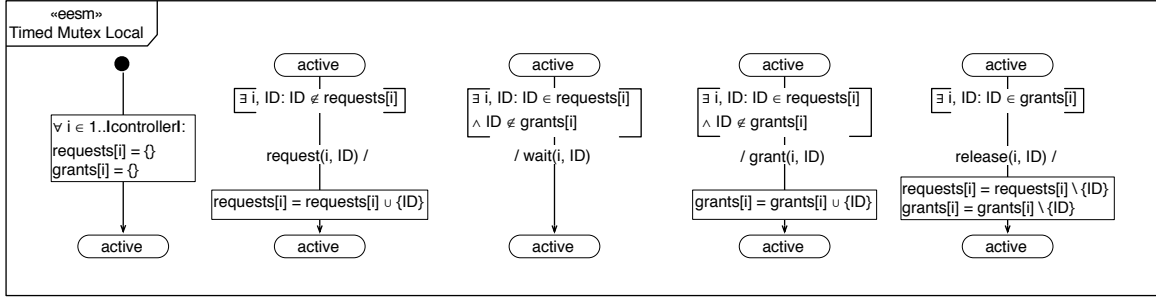 «eesm»
Timed Mutex Local
∀ i ∈ 1..|controller|:
requests[i] = {}
grants[i] = {}
active
active
∃ i, ID: ID ∉ requests[i]
request(i, ID) /
requests[i] = requests[i] ∪ {ID}
active
active
∃ i, ID: ID ∈ requests[i]
∧ ID ∉ grants[i]
/ wait(i, ID)
active
active
∃ i, ID: ID ∈ requests[i]
∧ ID ∉ grants[i]
/ grant(i, ID)
grants[i] = grants[i] ∪ {ID}
active
active
∃ i, ID: ID ∈ grants[i]
release(i, ID) /
requests[i] = requests[i] \ {ID}
grants[i] = grants[i] \ {ID}
active